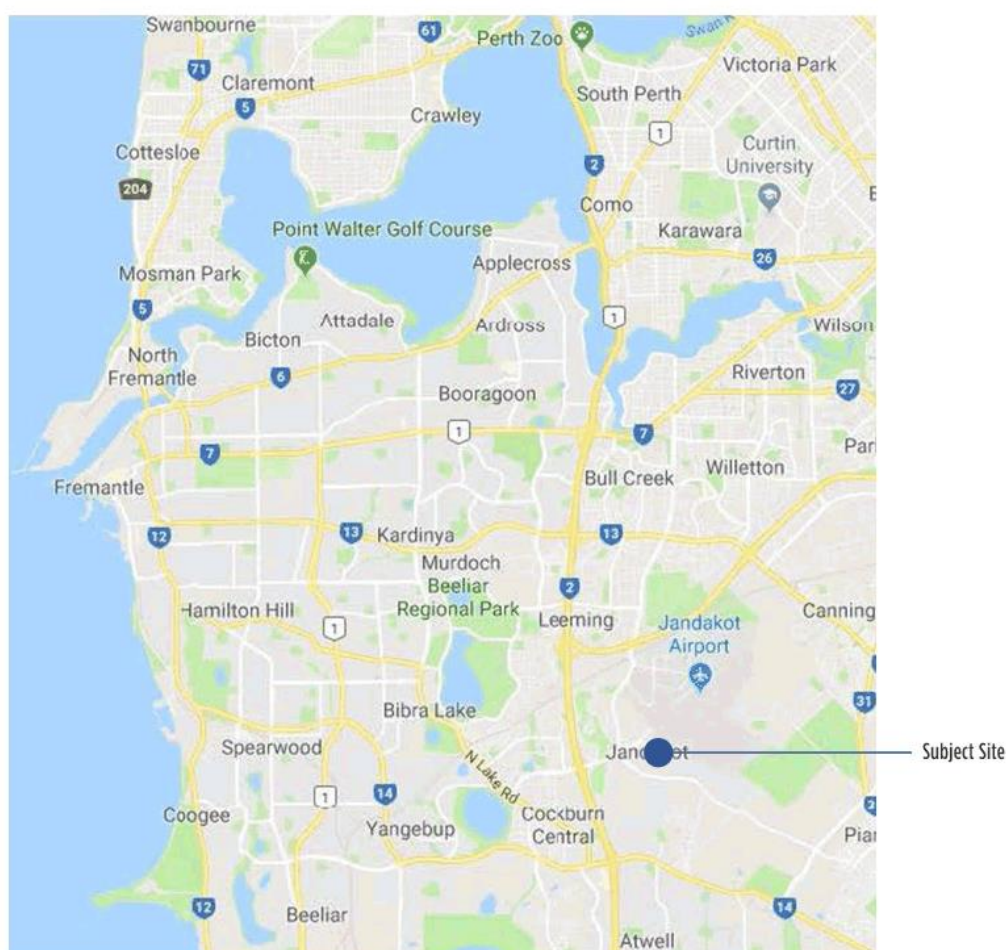 Swanbourne
61
Perth Zoo
Swan R
71
Claremont
Victoria Park
5
Crawley
South Perth
1
Cottesloe
Curtin
University
2
204
Como
Point Walter Golf Course
Karawara
Applecross
26
Mosman Park
5
Attadale
Ardross
1
Wilson
Bicton
North
Fremantle
6
Riverton
27
Booragoon
1
7
7
Par
Willetton
Bull Creek
Fremantle
12
13
Kardinya
13
Murdoch
Beeliar
Regional Park
2
Hamilton Hill
Leeming
Canning
1
Jandakot
Airport
31
Bibra Lake
Spearwood
Jandakot
Subject Site
N Lake Rd
1
14
Coogee
Yangebup
Cockburn
Central
Piar
12
14
Beeliar
Atwell